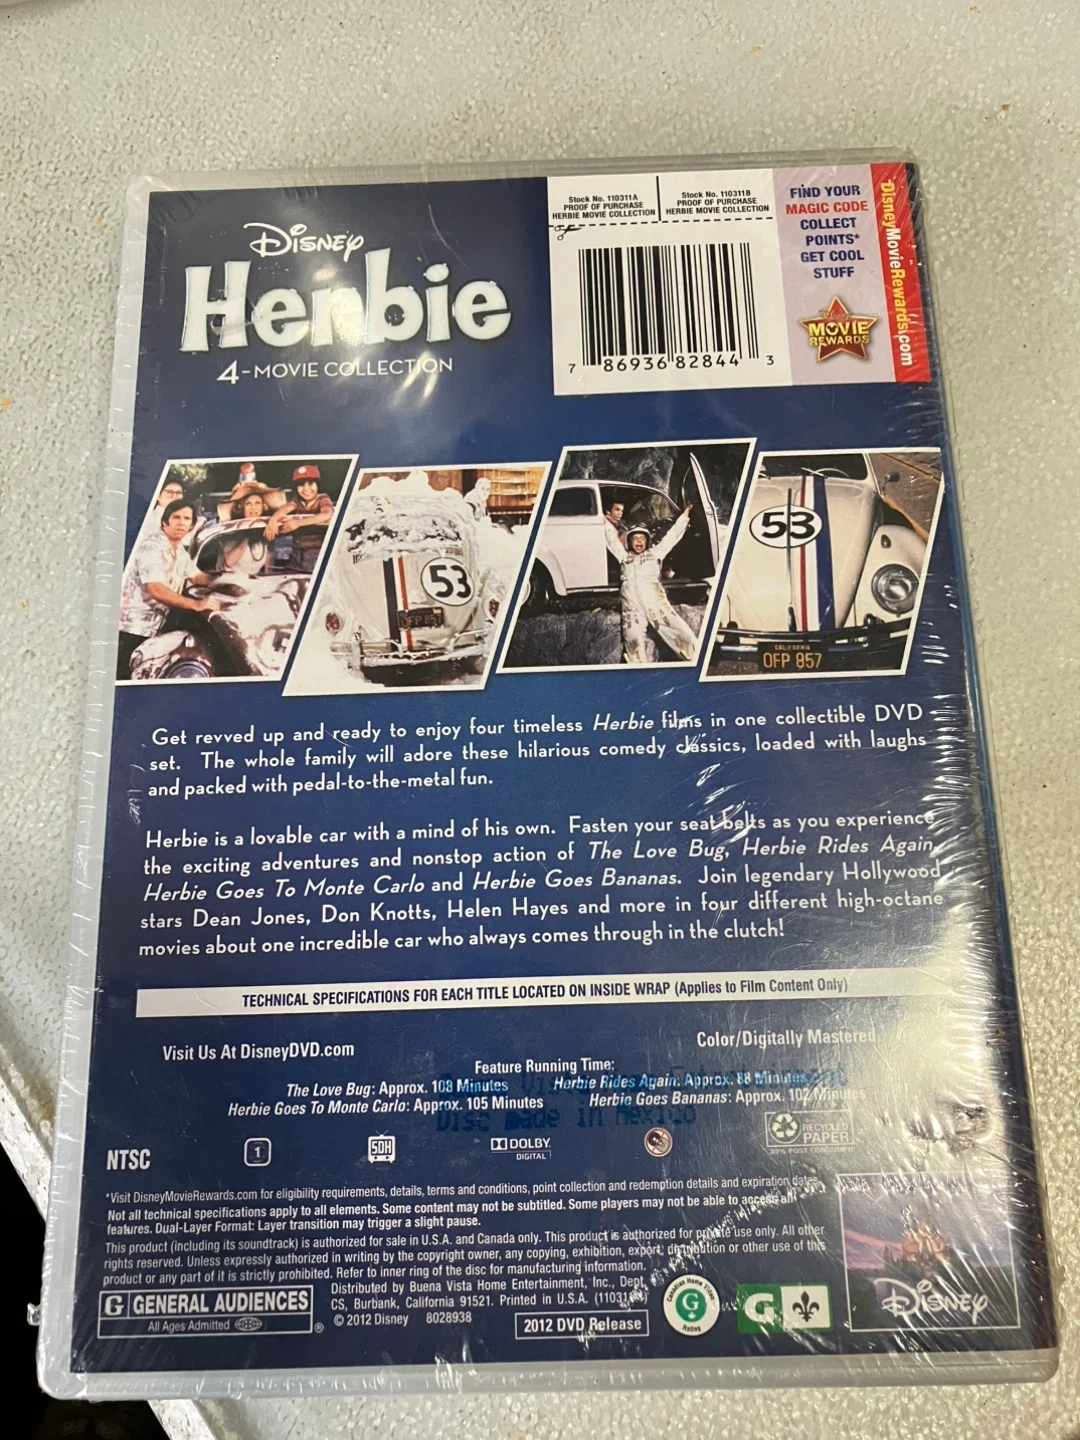 Disney
Herbie
4-MOVIE COLLECTION
Stock No. 110311A
PROOF OF PURCHASE
HERBIE MOVIE COLLECTION
Stock No. 110311B
PROOF OF PURCHASE
HERBIE MOVIE COLLECTION
7 86936 82844 3
FIND YOUR
MAGIC CODE
COLLECT
POINTS*
GET COOL
STUFF
Disney
MOVIE
REWARDS
DisneyMovieRewards.com
53
OFP 857
53
CALIFORNIA
OFP 857
Get revved up and ready to enjoy four timeless Herbie films in one collectible DVD
set. The whole family will adore these hilarious comedy classics, loaded with laughs
and packed with pedal-to-the-metal fun.
Herbie is a lovable car with a mind of his own. Fasten your seat belts as you experience
the exciting adventures and nonstop action of The Love Bug, Herbie Rides Again,
Herbie Goes To Monte Carlo and Herbie Goes Bananas. Join legendary Hollywood
stars Dean Jones, Don Knotts, Helen Hayes and more in four different high-octane
movies about one incredible car who always comes through in the clutch!
TECHNICAL SPECIFICATIONS FOR EACH TITLE LOCATED ON INSIDE WRAP (Applies to Film Content Only)
Visit Us At DisneyDVD.com
Color/Digitally Mastered
Feature Running Time:
The Love Bug: Approx. 108 Minutes Herbie Rides Again: Approx. 88 Minutes
Herbie Goes To Monte Carlo: Approx. 105 Minutes Herbie Goes Bananas: Approx. 102 Minutes
Disc made in Mexico
NTSC
1
SDH
DOLBY
DIGITAL
RECYCLED
PAPER
30% POST CONSUMER
*Visit DisneyMovieRewards.com for eligibility requirements, details, terms and conditions, point collection and redemption details and expiration date.
Not all technical specifications apply to all elements. Some content may not be subtitled. Some players may not be able to access all
features. Dual-Layer Format: Layer transition may trigger a slight pause.
This product (including its soundtrack) is authorized for sale in U.S.A. and Canada only. This product is authorized for private use only. All other
rights reserved. Unless expressly authorized in writing by the copyright owner, any copying, exhibition, export, distribution or other use of this
product or any part of it is strictly prohibited. Refer to inner ring of the disc for manufacturing information.
G GENERAL AUDIENCES
All Ages Admitted
®
Distributed by Buena Vista Home Entertainment, Inc., Dept.
CS, Burbank, California 91521. Printed in U.S.A.
© 2012 Disney 8028938
2012 DVD Release
Canadian Home Video
G
Rating
G
Disney